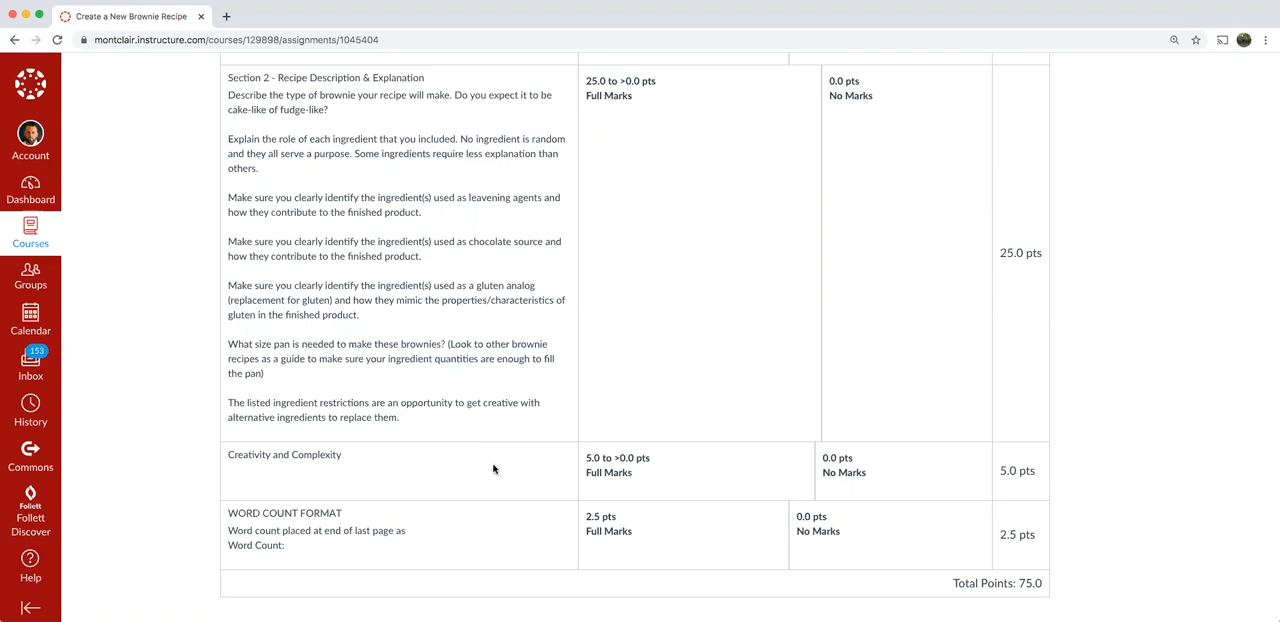 Create a New Brownie Recipe
montclair.instructure.com/courses/129898/assignments/1045404
Account
Dashboard
Courses
Groups
Calendar
153
Inbox
History
Commons
Follett
Follett
Discover
Help
Section 2 - Recipe Description & Explanation
Describe the type of brownie your recipe will make. Do you expect it to be
cake-like of fudge-like?
Explain the role of each ingredient that you included. No ingredient is random
and they all serve a purpose. Some ingredients require less explanation than
others.
Make sure you clearly identify the ingredient(s) used as leavening agents and
how they contribute to the finished product.
Make sure you clearly identify the ingredient(s) used as chocolate source and
how they contribute to the finished product.
Make sure you clearly identify the ingredient(s) used as a gluten analog
(replacement for gluten) and how they mimic the properties/characteristics of
gluten in the finished product.
What size pan is needed to make these brownies? (Look to other brownie
recipes as a guide to make sure your ingredient quantities are enough to fill
the pan)
The listed ingredient restrictions are an opportunity to get creative with
alternative ingredients to replace them.
25.0 to >0.0 pts
Full Marks
0.0 pts
No Marks
25.0 pts
Creativity and Complexity
5.0 to >0.0 pts
Full Marks
0.0 pts
No Marks
5.0 pts
WORD COUNT FORMAT
Word count placed at end of last page as
Word Count:
2.5 pts
Full Marks
0.0 pts
No Marks
2.5 pts
Total Points: 75.0